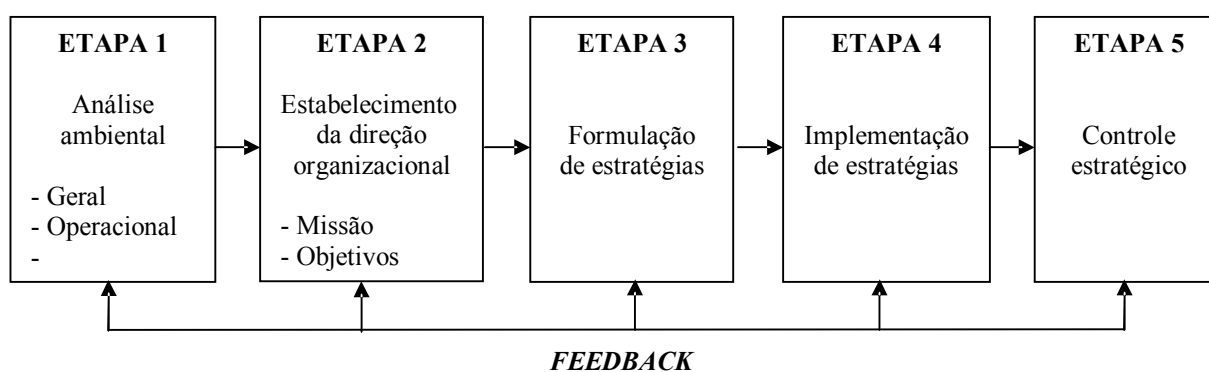 ETAPA 1
Análise
ambiental
- Geral
- Operacional
-
ETAPA 2
Estabelecimento
da direção
organizacional
- Missão
- Objetivos
ETAPA 3
Formulação
de estratégias
ETAPA 4
Implementação
de estratégias
ETAPA 5
Controle
estratégico
FEEDBACK